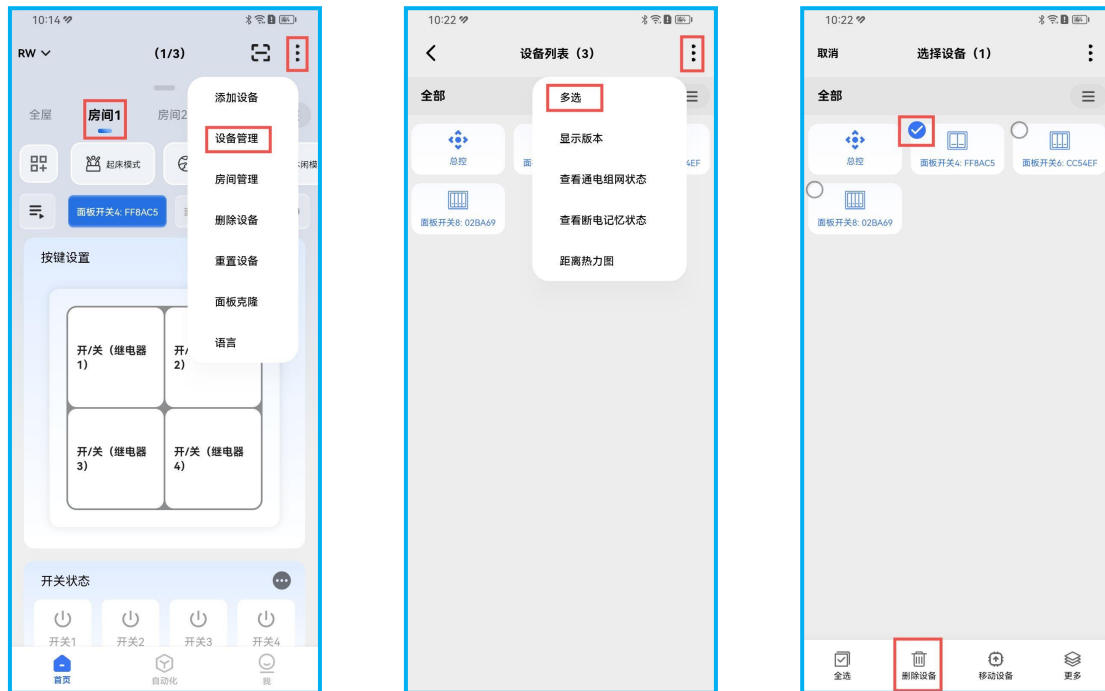 10:14
RW
(1/3)
添加设备
全屋
房间1
房间2
设备管理
起床模式
闲模
房间管理
面板开关4: FF8AC5
删除设备
按键设置
重置设备
面板克隆
语言
开/关（继电器
1）
开/
2）
开/关（继电器
3）
开/关（继电器
4）
开关状态
开关1
开关2
开关3
开关4
首页
自动化
我
10:22
设备列表（3）
全部
多选
显示版本
总控
面
4EF
查看通电组网状态
面板开关8: 02BA69
查看断电记忆状态
距离热力图
10:22
取消
选择设备（1）
全部
总控
面板开关4: FF8AC5
面板开关6: CC54EF
面板开关8: 02BA69
全选
删除设备
移动设备
更多